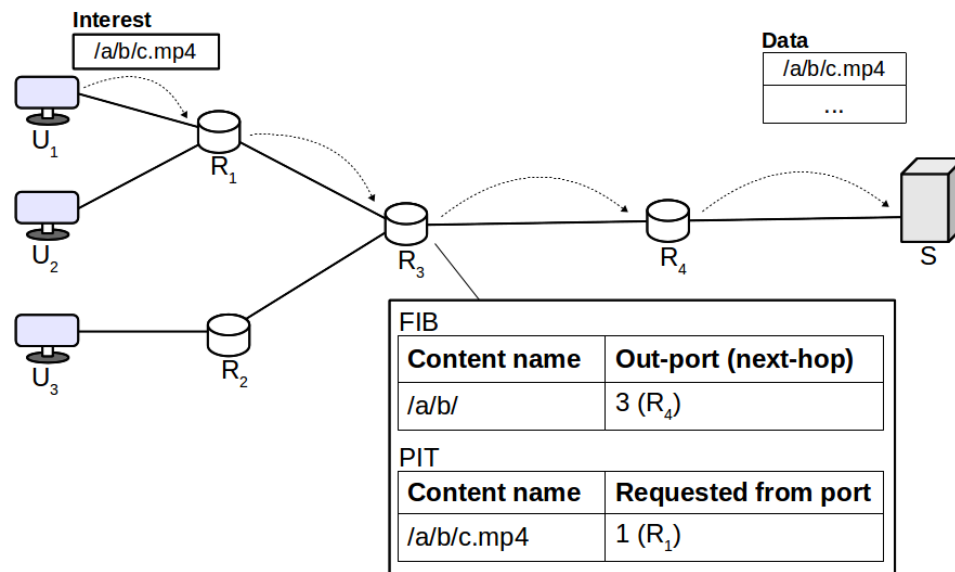 Interest
/a/b/c.mp4
Data
/a/b/c.mp4
...
U1
R1
U2
R3
R4
S
U3
R2
FIB
Content name Out-port (next-hop)
/a/b/ 3 (R4)
PIT
Content name Requested from port
/a/b/c.mp4 1 (R1)